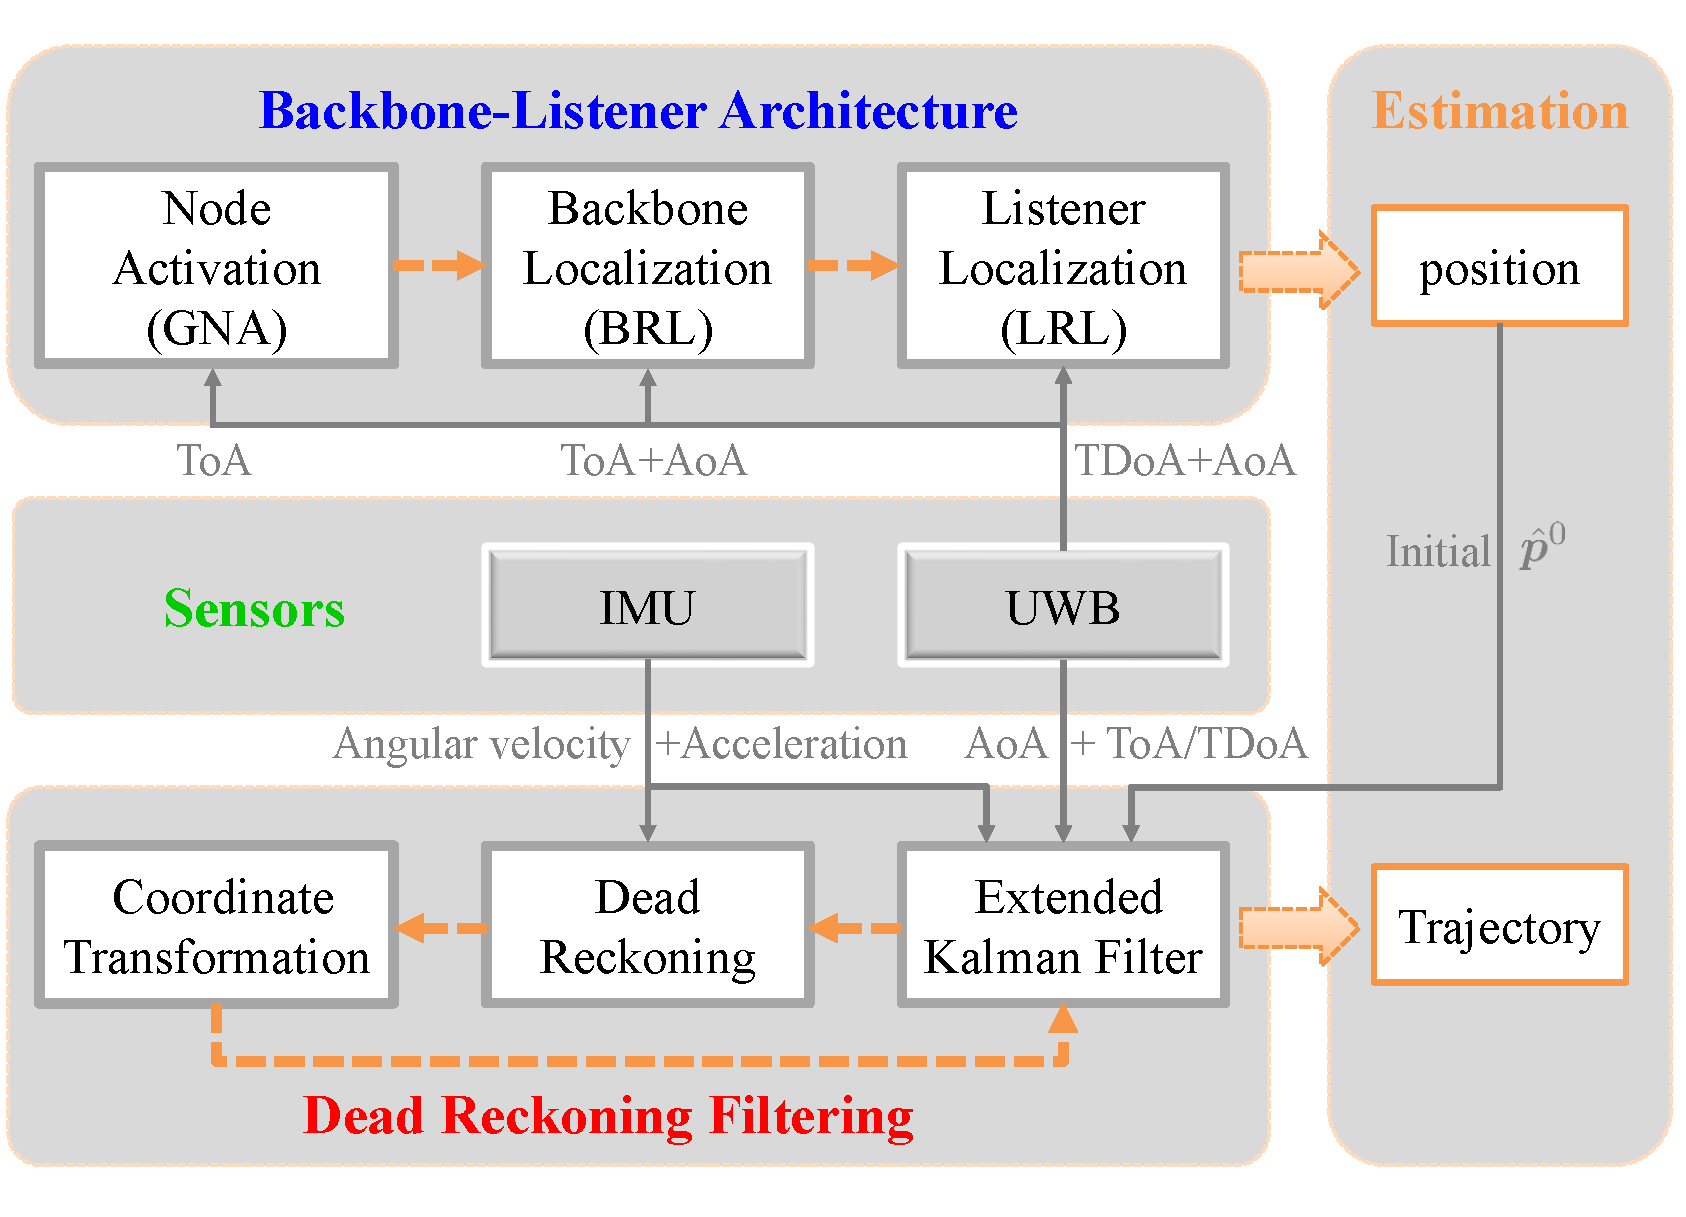 Backbone-Listener Architecture
Estimation
Node
Activation
(GNA)
Backbone
Localization
(BRL)
Listener
Localization
(LRL)
position
ToA
ToA+AoA
TDoA+AoA
Initial p̂⁰
Sensors
IMU
UWB
Angular velocity +Acceleration
AoA + ToA/TDoA
Coordinate
Transformation
Dead
Reckoning
Extended
Kalman Filter
Trajectory
Dead Reckoning Filtering